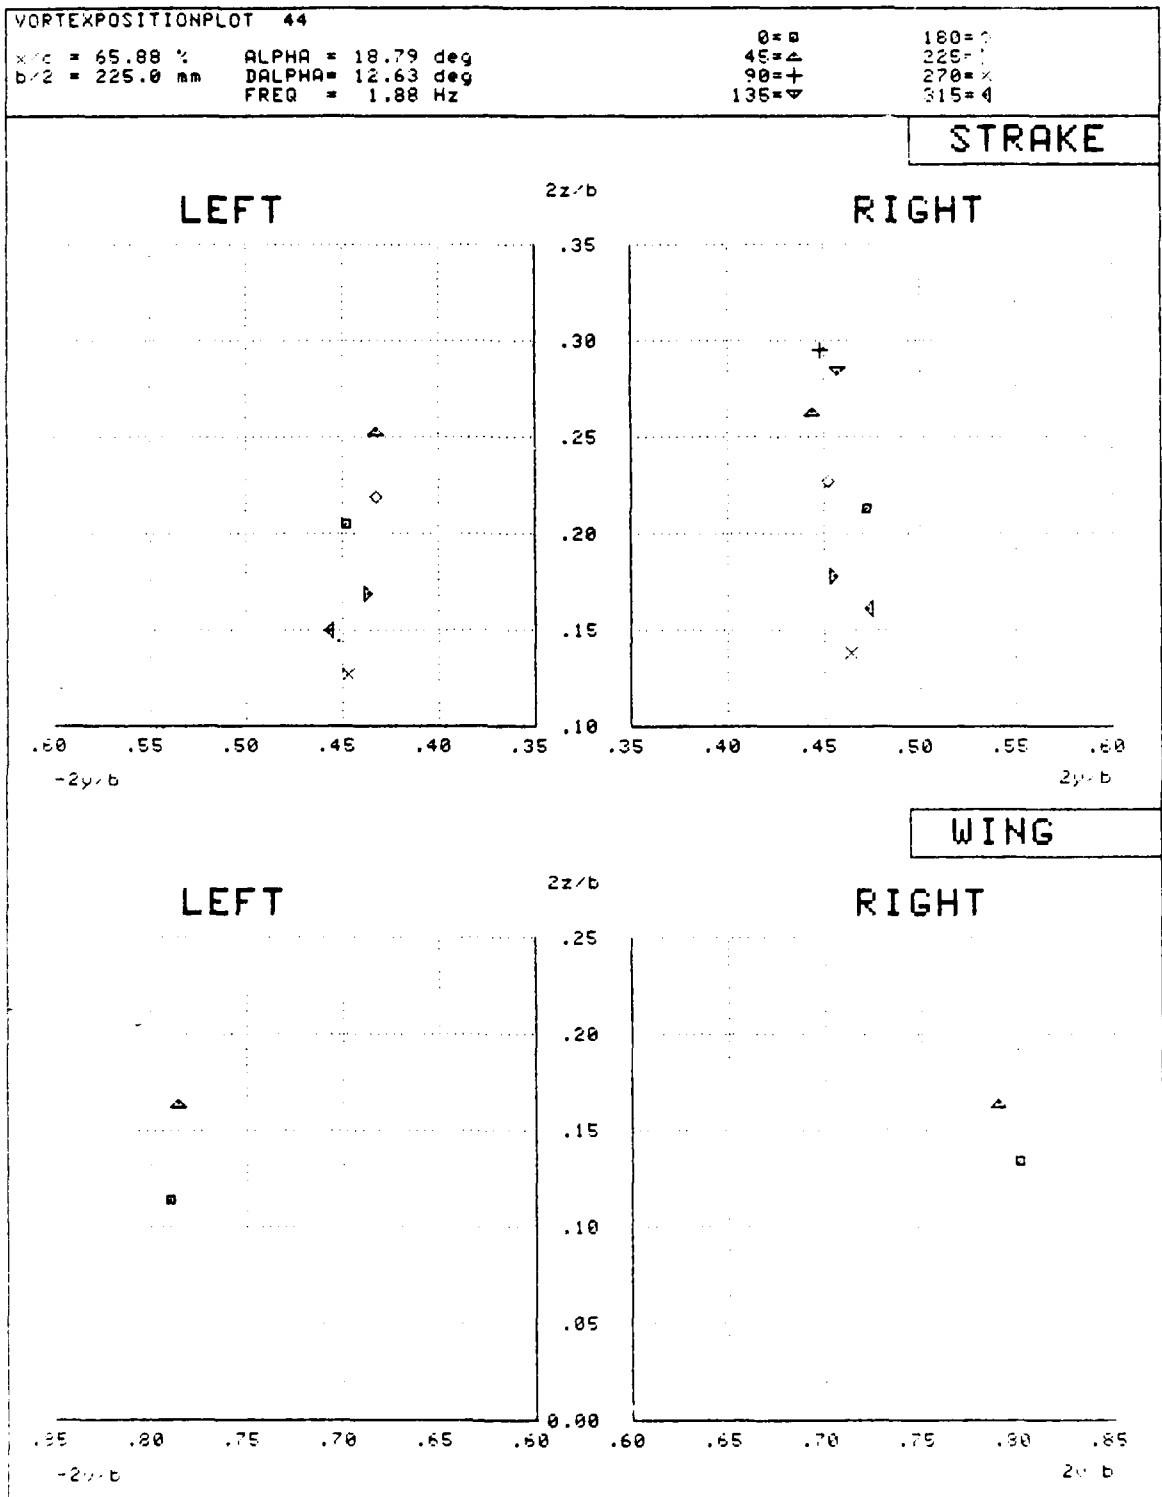 VORTEXPOSITIONPLOT 44
x/c = 65.88 % ALPHA = 18.79 deg
b/2 = 225.0 mm DALPHA= 12.63 deg
FREQ = 1.88 Hz
0= 180=
45= 225=
90= 270=
135= 315=
STRAKE
2z/b
LEFT RIGHT
.35
.30
.25
.20
.15
.10
.60 .55 .50 .45 .40 .35 .35 .40 .45 .50 .55 .60
-2y/b 2y/b
WING
2z/b
LEFT RIGHT
.25
.20
.15
.10
.05
0.00
.80 .75 .70 .65 .60 .60 .65 .70 .75 .80 .85
-2y/b 2y/b